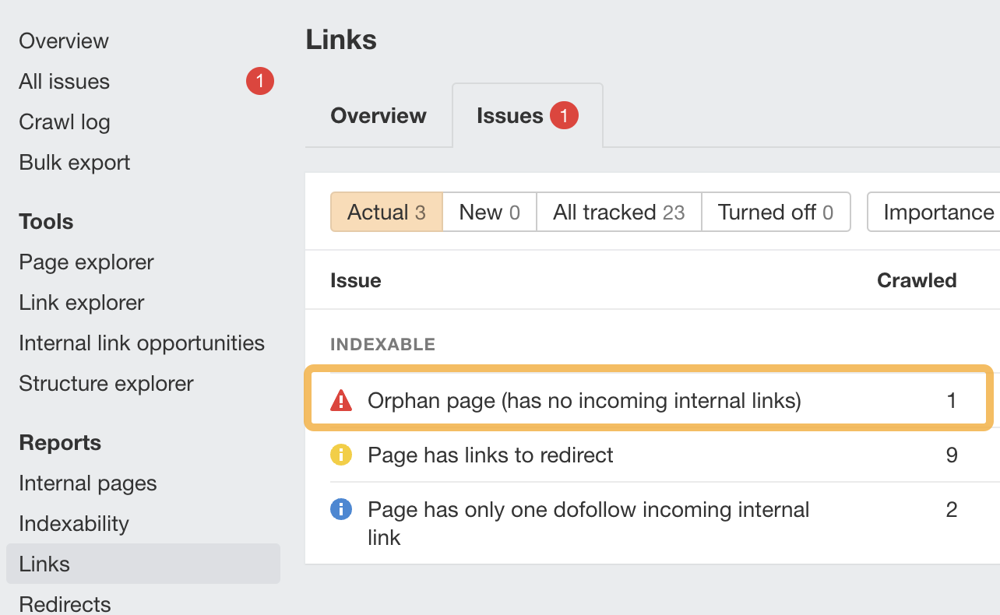 Overview
All issues 1
Crawl log
Bulk export
Tools
Page explorer
Link explorer
Internal link opportunities
Structure explorer
Reports
Internal pages
Indexability
Links
Redirects
Links
Overview Issues 1
Actual 3 New 0 All tracked 23 Turned off 0 Importance
Issue Crawled
INDEXABLE
Orphan page (has no incoming internal links) 1
Page has links to redirect 9
Page has only one dofollow incoming internal 2
link